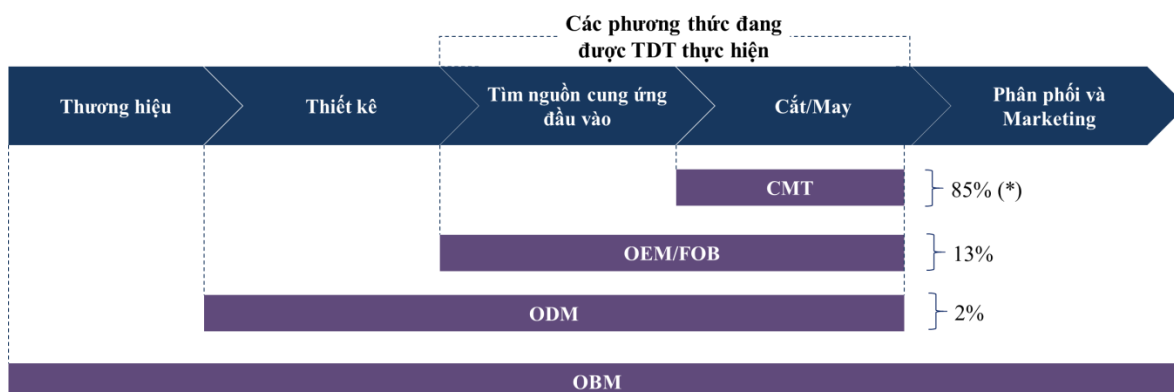 Các phương thức đang
được TDT thực hiện
Thương hiệu
Thiết kê
Tìm nguồn cung ứng
đầu vào
Cắt/May
Phân phối và
Marketing
CMT
85% (*)
OEM/FOB
13%
ODM
2%
OBM